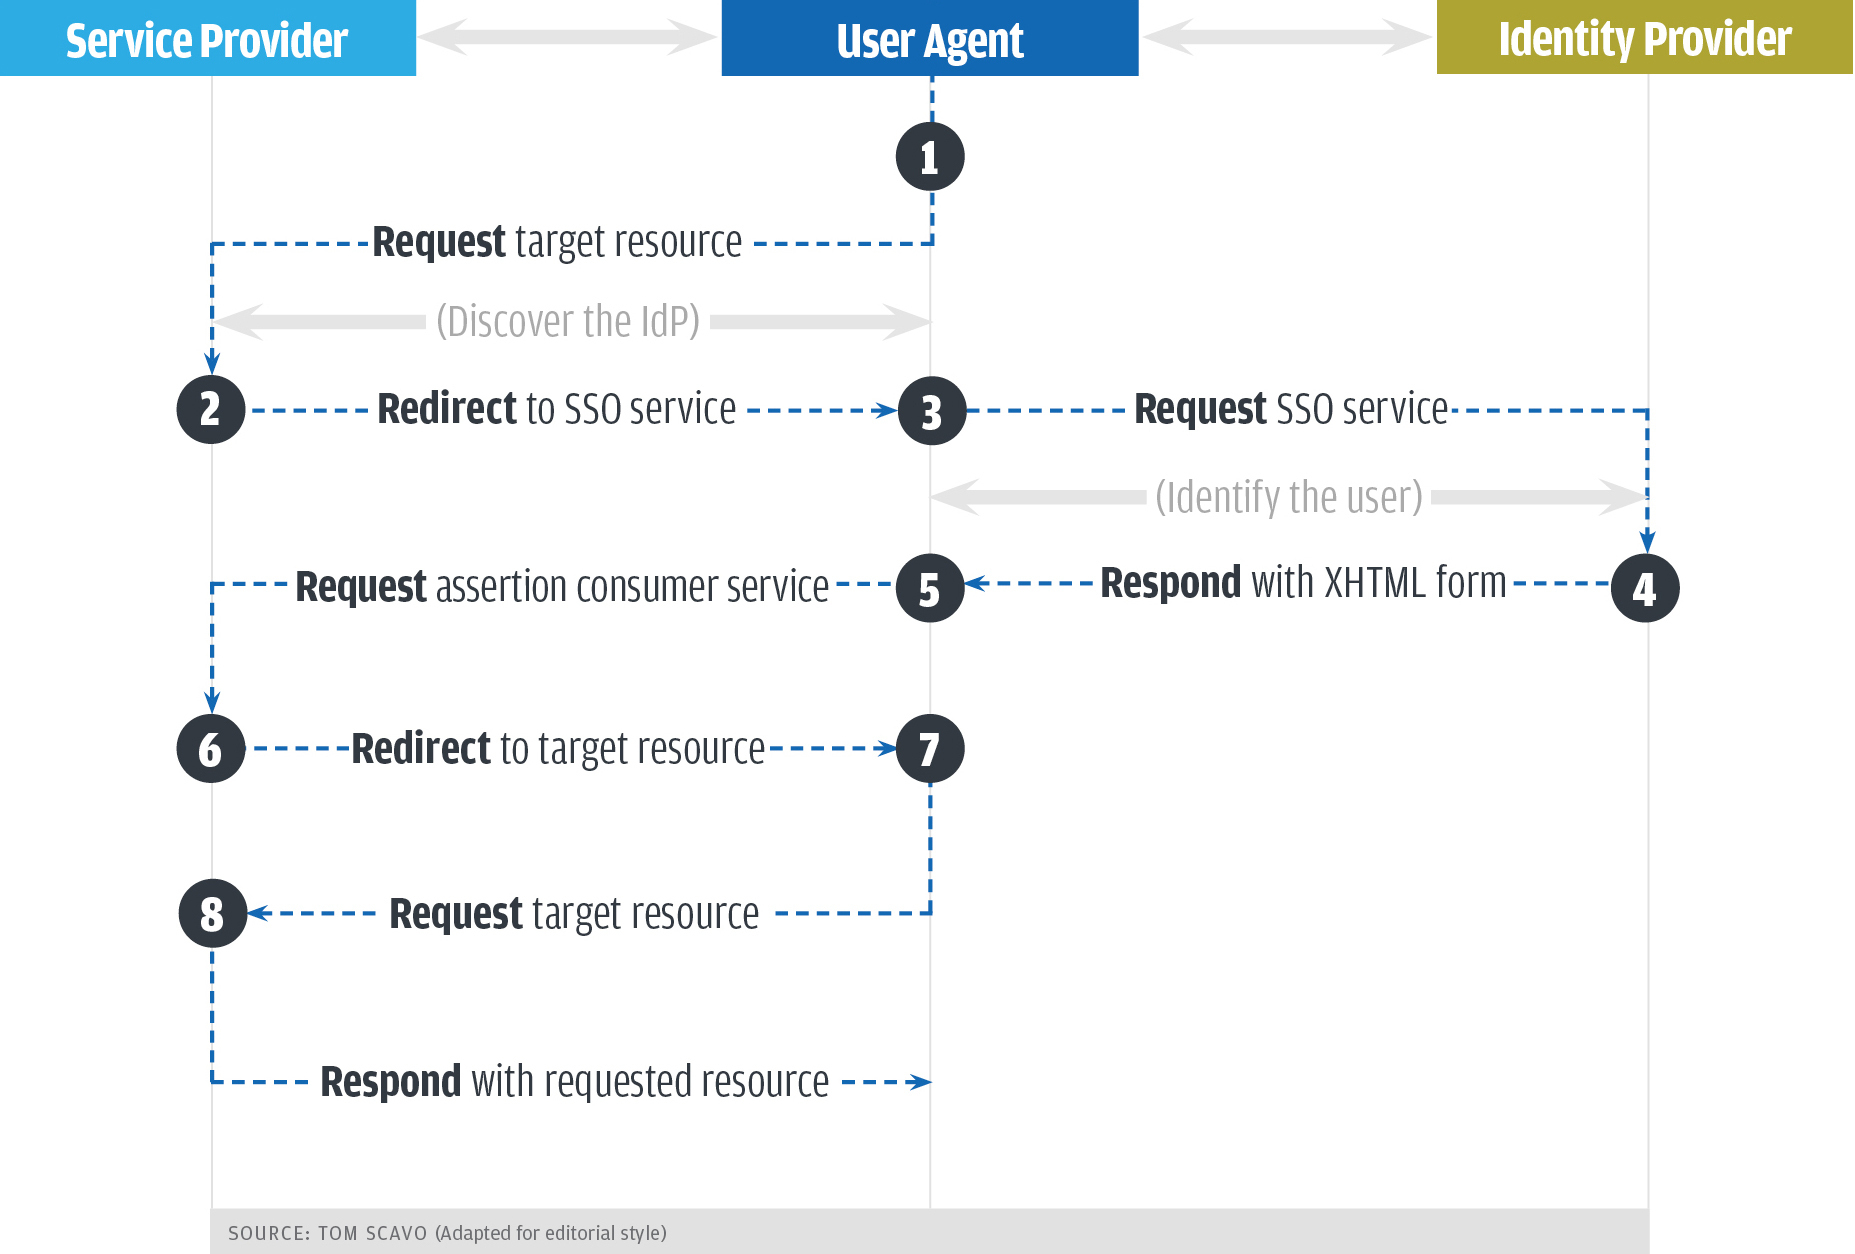 Service Provider
User Agent
Identity Provider
1
Request target resource
(Discover the IdP)
2
Redirect to SSO service
3
Request SSO service
(Identify the user)
Request assertion consumer service
5
Respond with XHTML form
4
6
Redirect to target resource
7
8
Request target resource
Respond with requested resource
SOURCE: TOM SCAVO (Adapted for editorial style)